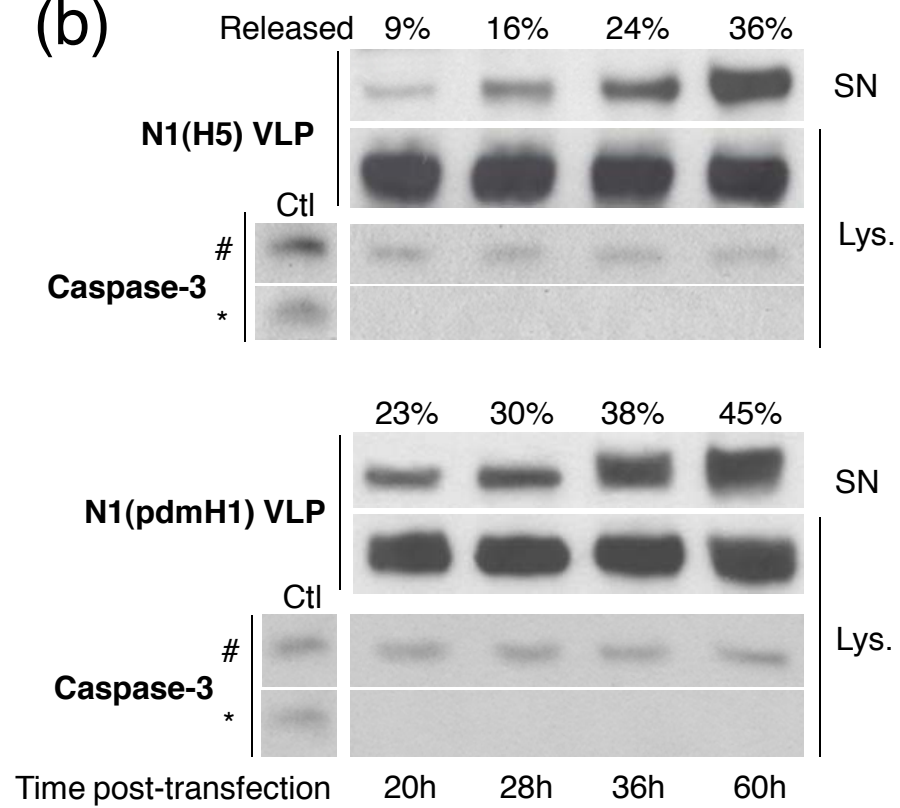 (b)
Released 9% 16% 24% 36%
SN
N1(H5) VLP
Ctl
Lys.
#
Caspase-3
*
23% 30% 38% 45%
SN
N1(pdmH1) VLP
Ctl
Lys.
#
Caspase-3
*
Time post-transfection 20h 28h 36h 60h